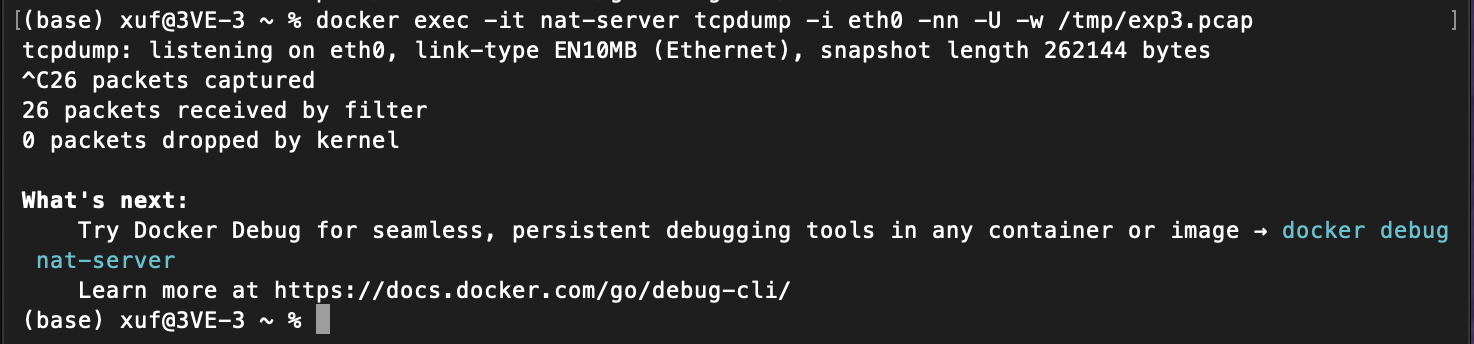 [(base) xuf@3VE-3 ~ % docker exec -it nat-server tcpdump -i eth0 -nn -U -w /tmp/exp3.pcap ]
tcpdump: listening on eth0, link-type EN10MB (Ethernet), snapshot length 262144 bytes
^C26 packets captured
26 packets received by filter
0 packets dropped by kernel
What's next:
Try Docker Debug for seamless, persistent debugging tools in any container or image → docker debug
nat-server
Learn more at https://docs.docker.com/go/debug-cli/
(base) xuf@3VE-3 ~ %